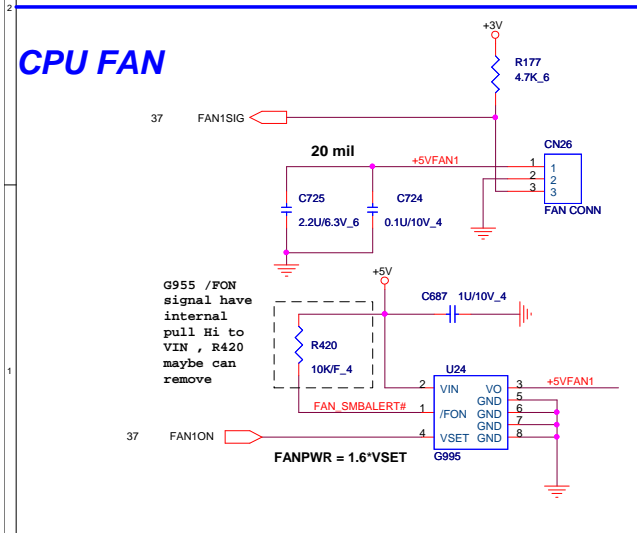 2
CPU FAN
+3V
R177
4.7K_6
37 FAN1SIG
20 mil
+5VFAN1
CN26
1 1
2 2
3 3
FAN CONN
C725
2.2U/6.3V_6
C724
0.1U/10V_4
G955 /FON
signal have
internal
pull Hi to
VIN , R420
maybe can
remove
+5V
C687 1U/10V_4
R420
10K/F_4
U24
2 VIN VO 3 +5VFAN1
GND 5
FAN_SMBALERT# 1 /FON GND 6
GND 7
37 FAN1ON 4 VSET GND 8
FANPWR = 1.6*VSET
G995
1